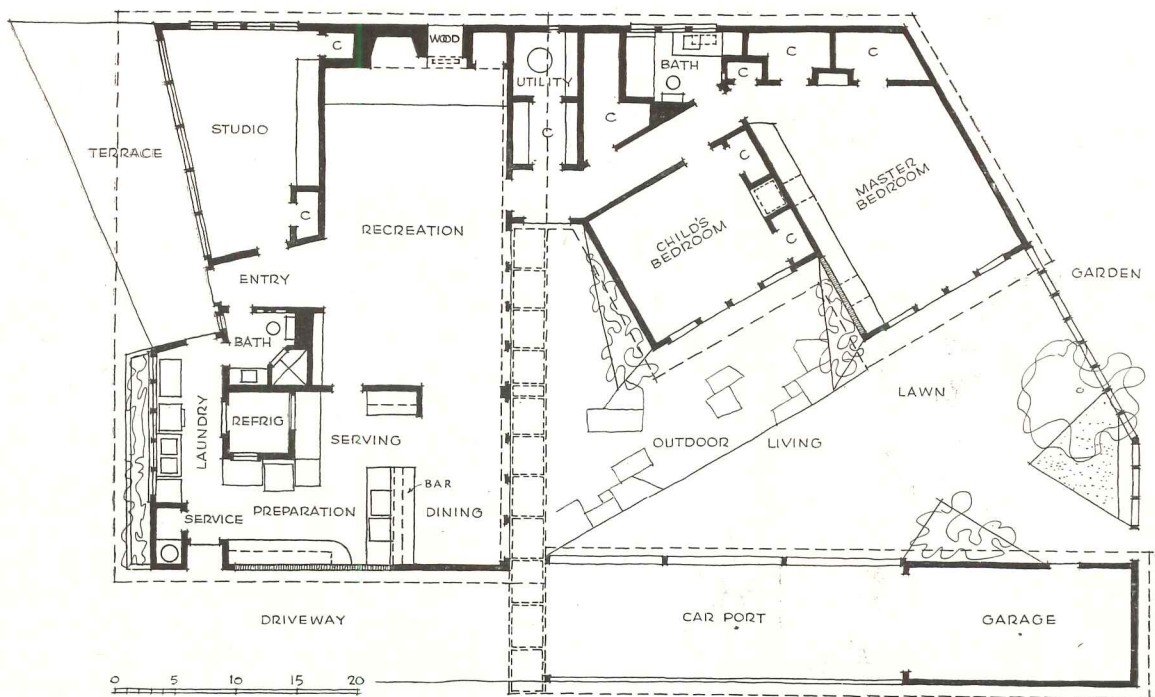 WOOD
C
BATH
C
C
C
UTILITY
STUDIO
TERRACE
C
C
C
MASTER
BEDROOM
C
RECREATION
CHILD'S
BEDROOM
C
ENTRY
GARDEN
BATH
LAWN
REFRIG
LAUNDRY
SERVING
OUTDOOR LIVING
BAR
SERVICE
PREPARATION
DINING
DRIVEWAY
CAR PORT
GARAGE
0 5 10 15 20